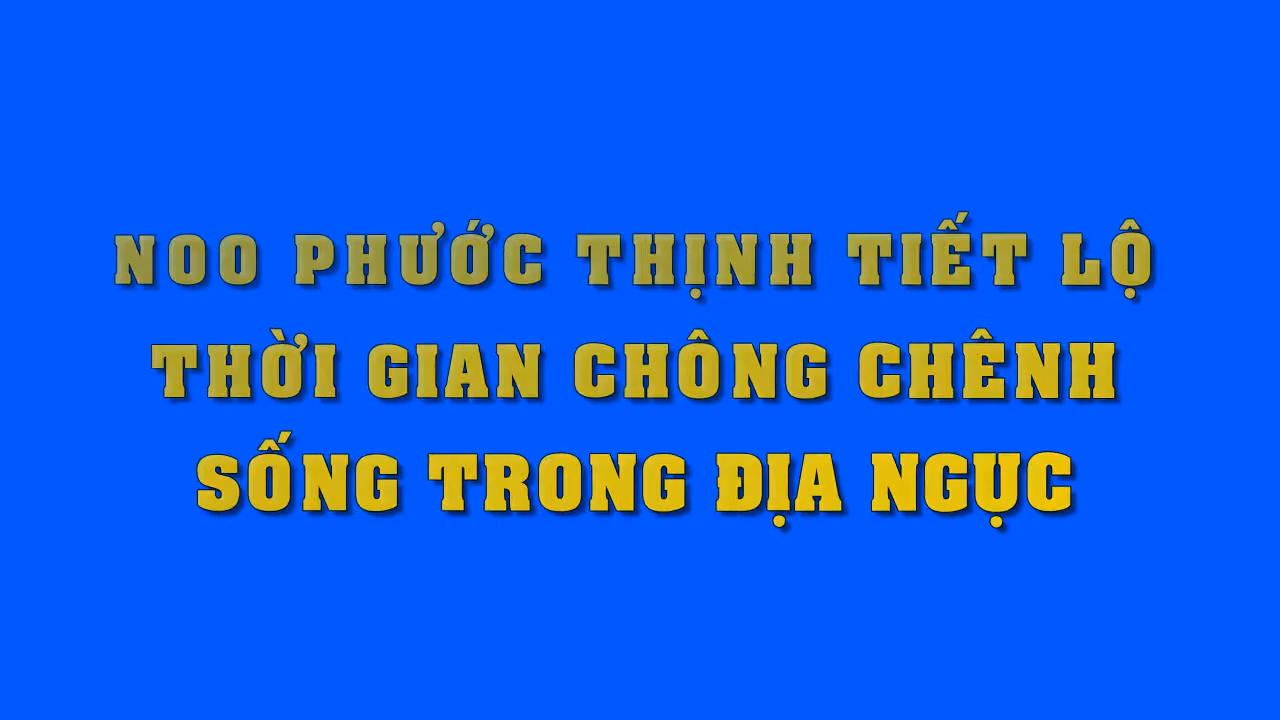 NOO PHƯỚC THỊNH TIẾT LỘ
THỜI GIAN CHÔNG CHÊNH
SỐNG TRONG ĐỊA NGỤC